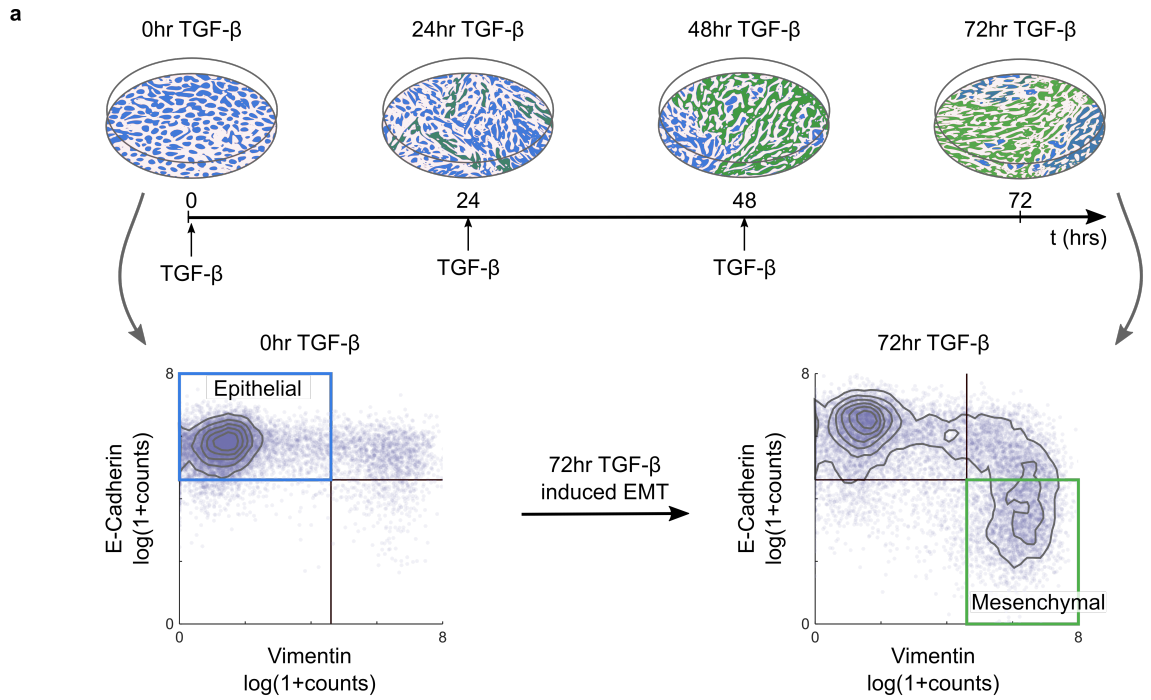 a
0hr TGF-β
24hr TGF-β
48hr TGF-β
72hr TGF-β
0
24
48
72
t (hrs)
TGF-β
TGF-β
TGF-β
0hr TGF-β
72hr TGF-β
8
Epithelial
E-Cadherin
log(1+counts)
0
0
8
Vimentin
log(1+counts)
72hr TGF-β
induced EMT
8
E-Cadherin
log(1+counts)
Mesenchymal
0
0
8
Vimentin
log(1+counts)